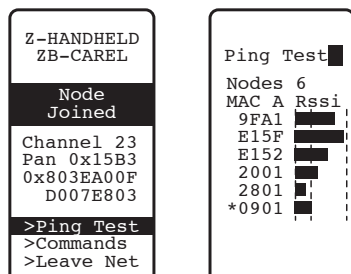 Z-HANDHELD
ZB-CAREL
Node
Joined
Channel 23
Pan 0x15B3
0x803EA00F
D007E803
>Ping Test
>Commands
>Leave Net
Ping Test
Nodes 6
MAC A Rssi
9FA1
E15F
E152
2001
2801
*0901